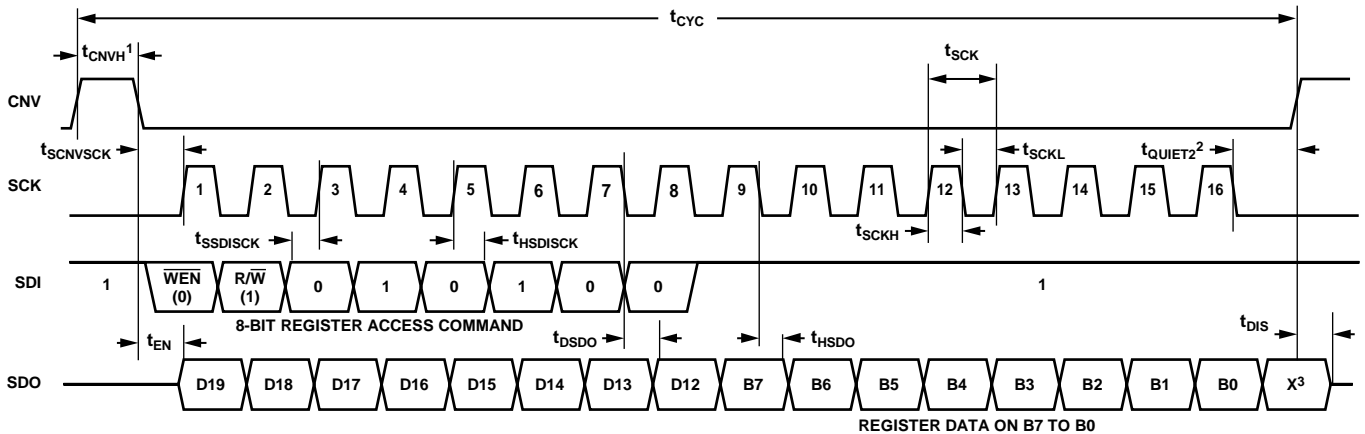 tCYC
tCNVH1
tSCK
CNV
tSCNVSCK
tSCKL
tQUIET22
SCK
1 2 3 4 5 6 7 8 9 10 11 12 13 14 15 16
tSSDISCK
tHSDISCK
tSCKH
SDI
1
WEN (0)
R/W (1)
0 1 0 1 0 0
1
8-BIT REGISTER ACCESS COMMAND
tEN
tDSDO
tHSDO
tDIS
SDO
D19 D18 D17 D16 D15 D14 D13 D12 B7 B6 B5 B4 B3 B2 B1 B0 X3
REGISTER DATA ON B7 TO B0